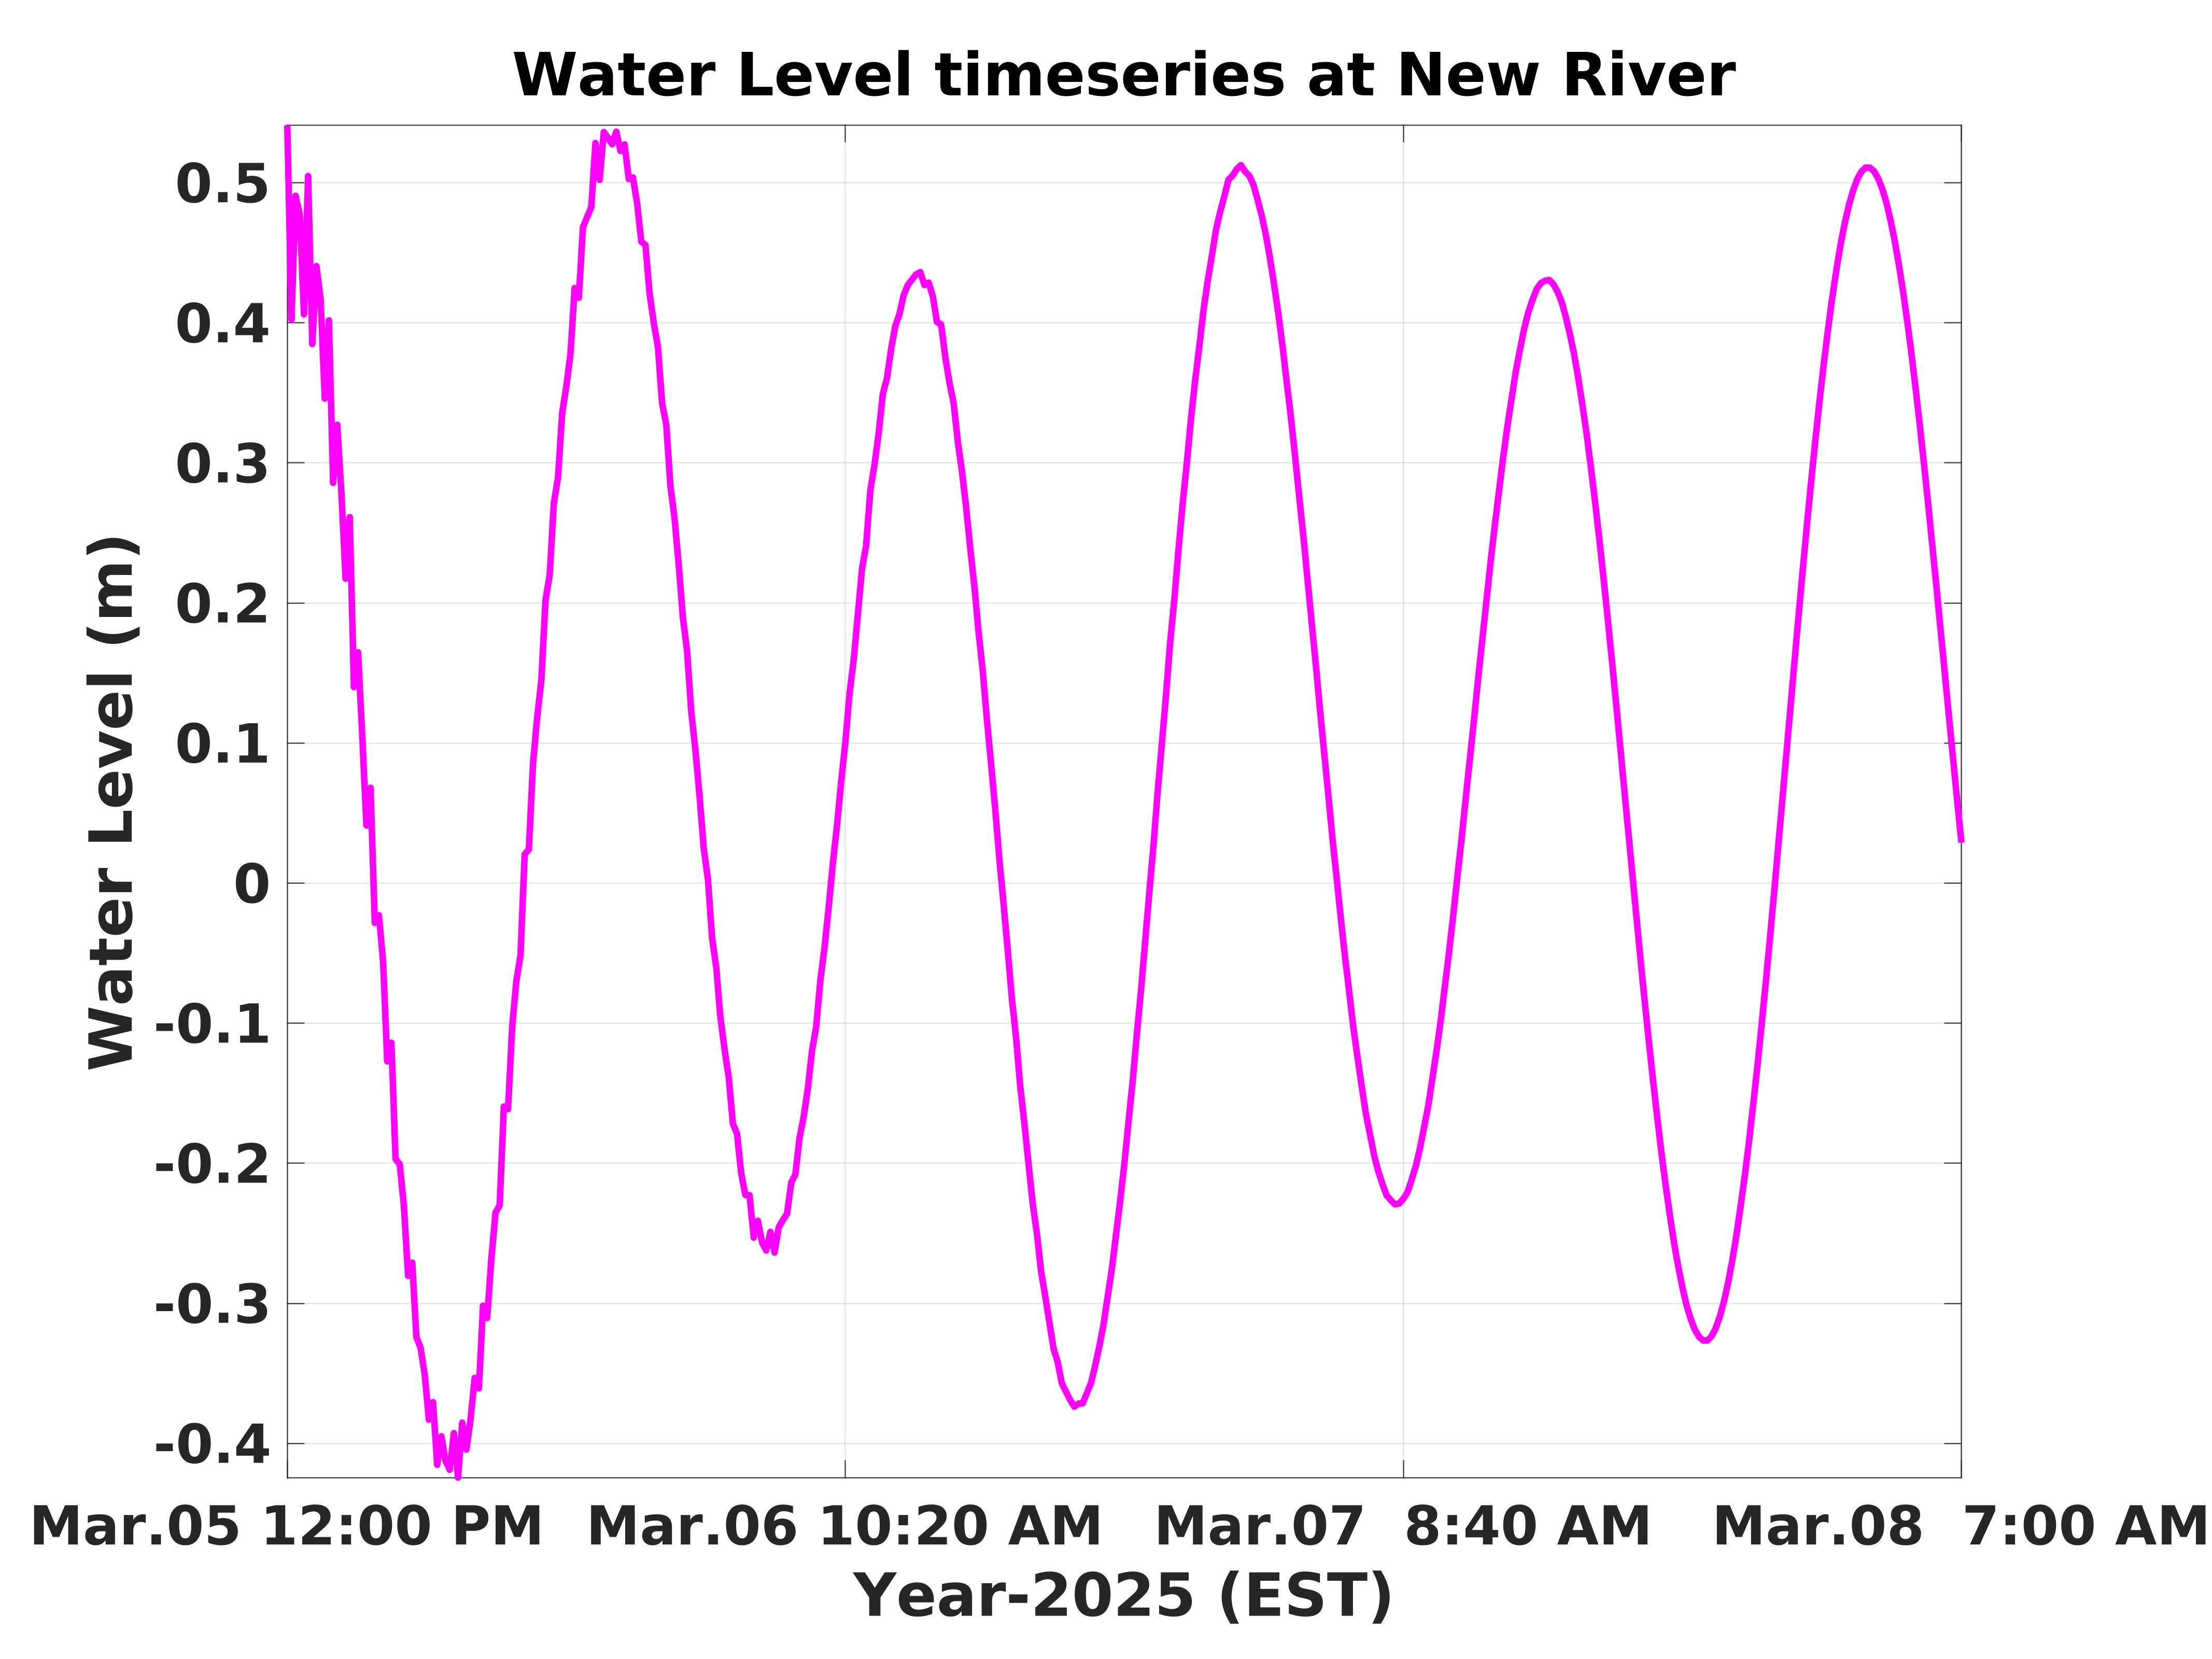 Water Level timeseries at New River
Water Level (m)
0.5
0.4
0.3
0.2
0.1
0
-0.1
-0.2
-0.3
-0.4
Mar.05 12:00 PM Mar.06 10:20 AM Mar.07 8:40 AM Mar.08 7:00 AM
Year-2025 (EST)